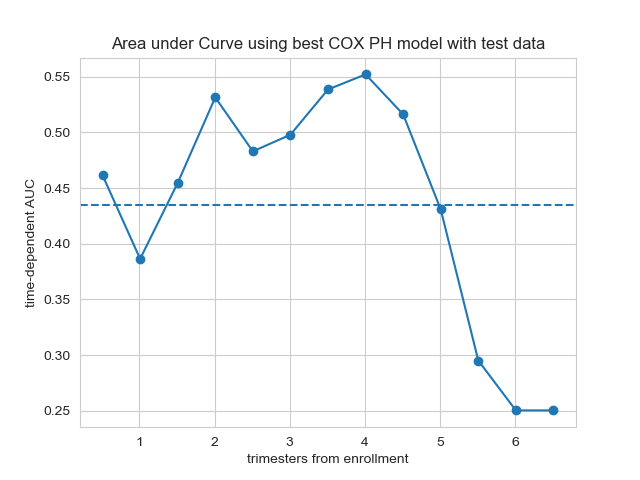 Area under Curve using best COX PH model with test data
time-dependent AUC
0.55
0.50
0.45
0.40
0.35
0.30
0.25
1 2 3 4 5 6
trimesters from enrollment